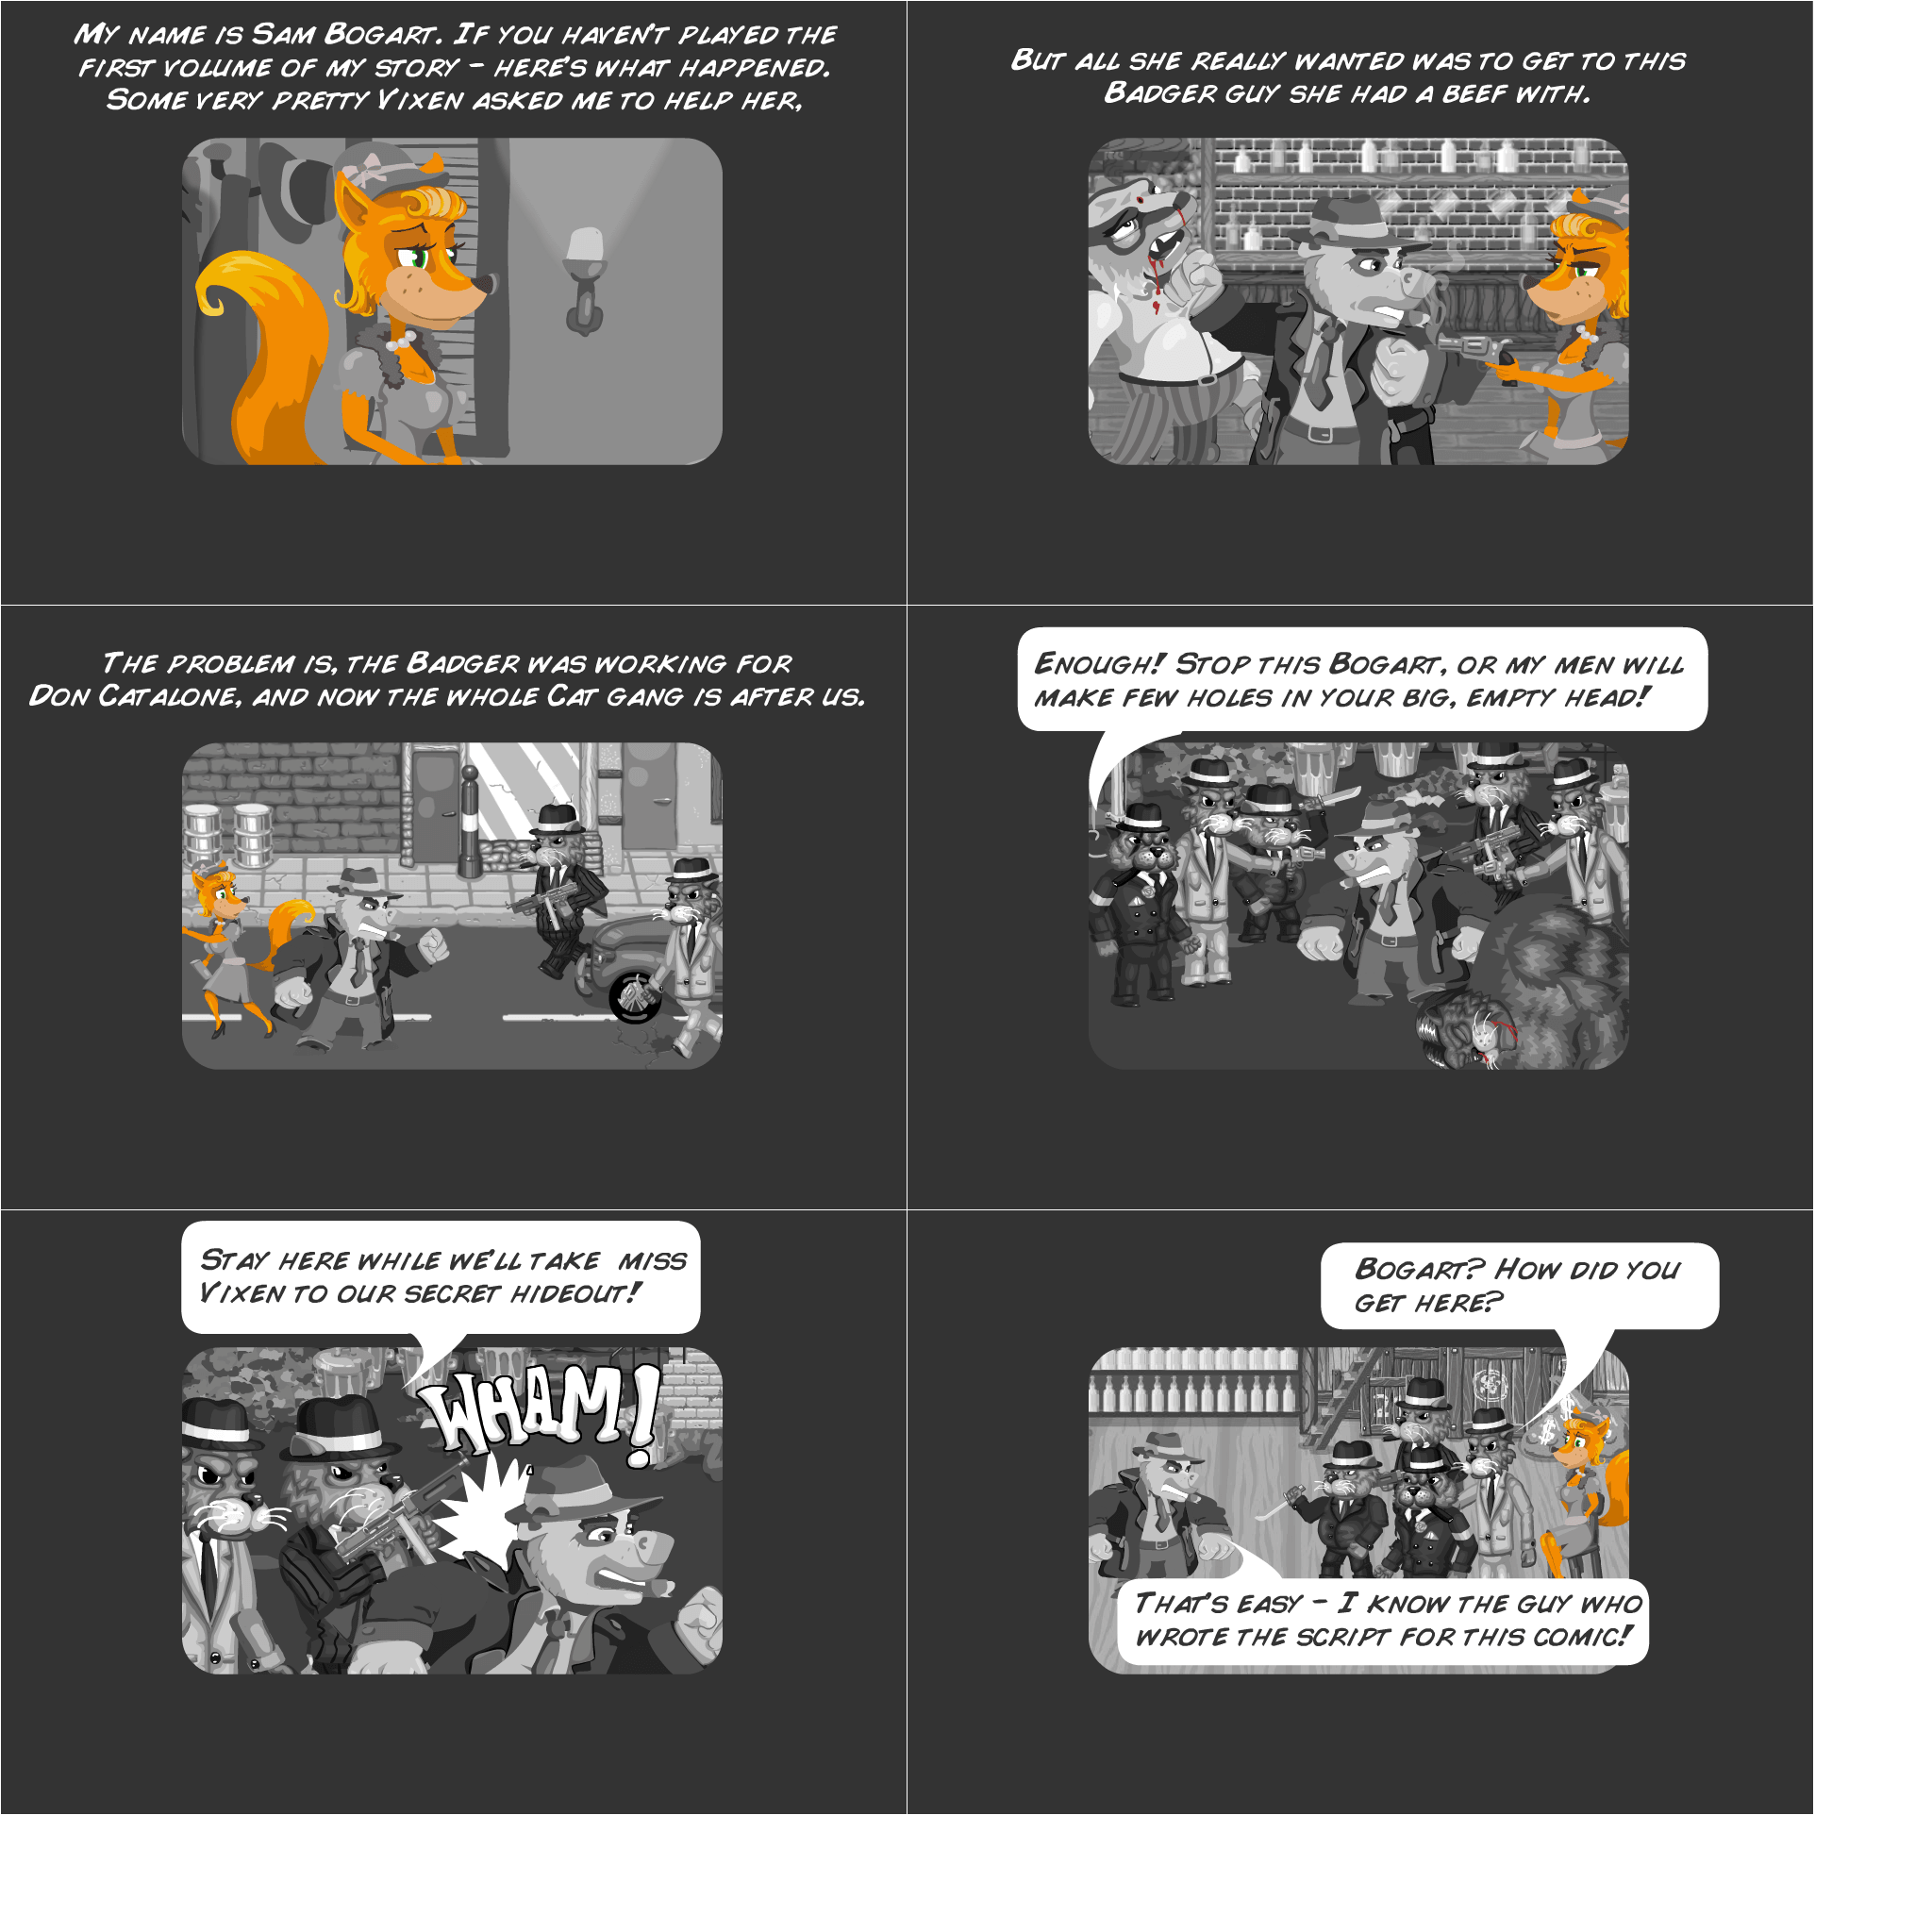 My name is Sam Bogart. If you haven't played the
first volume of my story - here's what happened.
Some very pretty Vixen asked me to help her,
But all she really wanted was to get to this
Badger guy she had a beef with.
The problem is, the Badger was working for
Don Catalone, and now the whole Cat gang is after us.
Enough! Stop this Bogart, or my men will
make few holes in your big, empty head!
Stay here while we'll take miss
Vixen to our secret hideout!
WHAM!
Bogart? How did you
get here?
$
That's easy - I know the guy who
wrote the script for this comic!